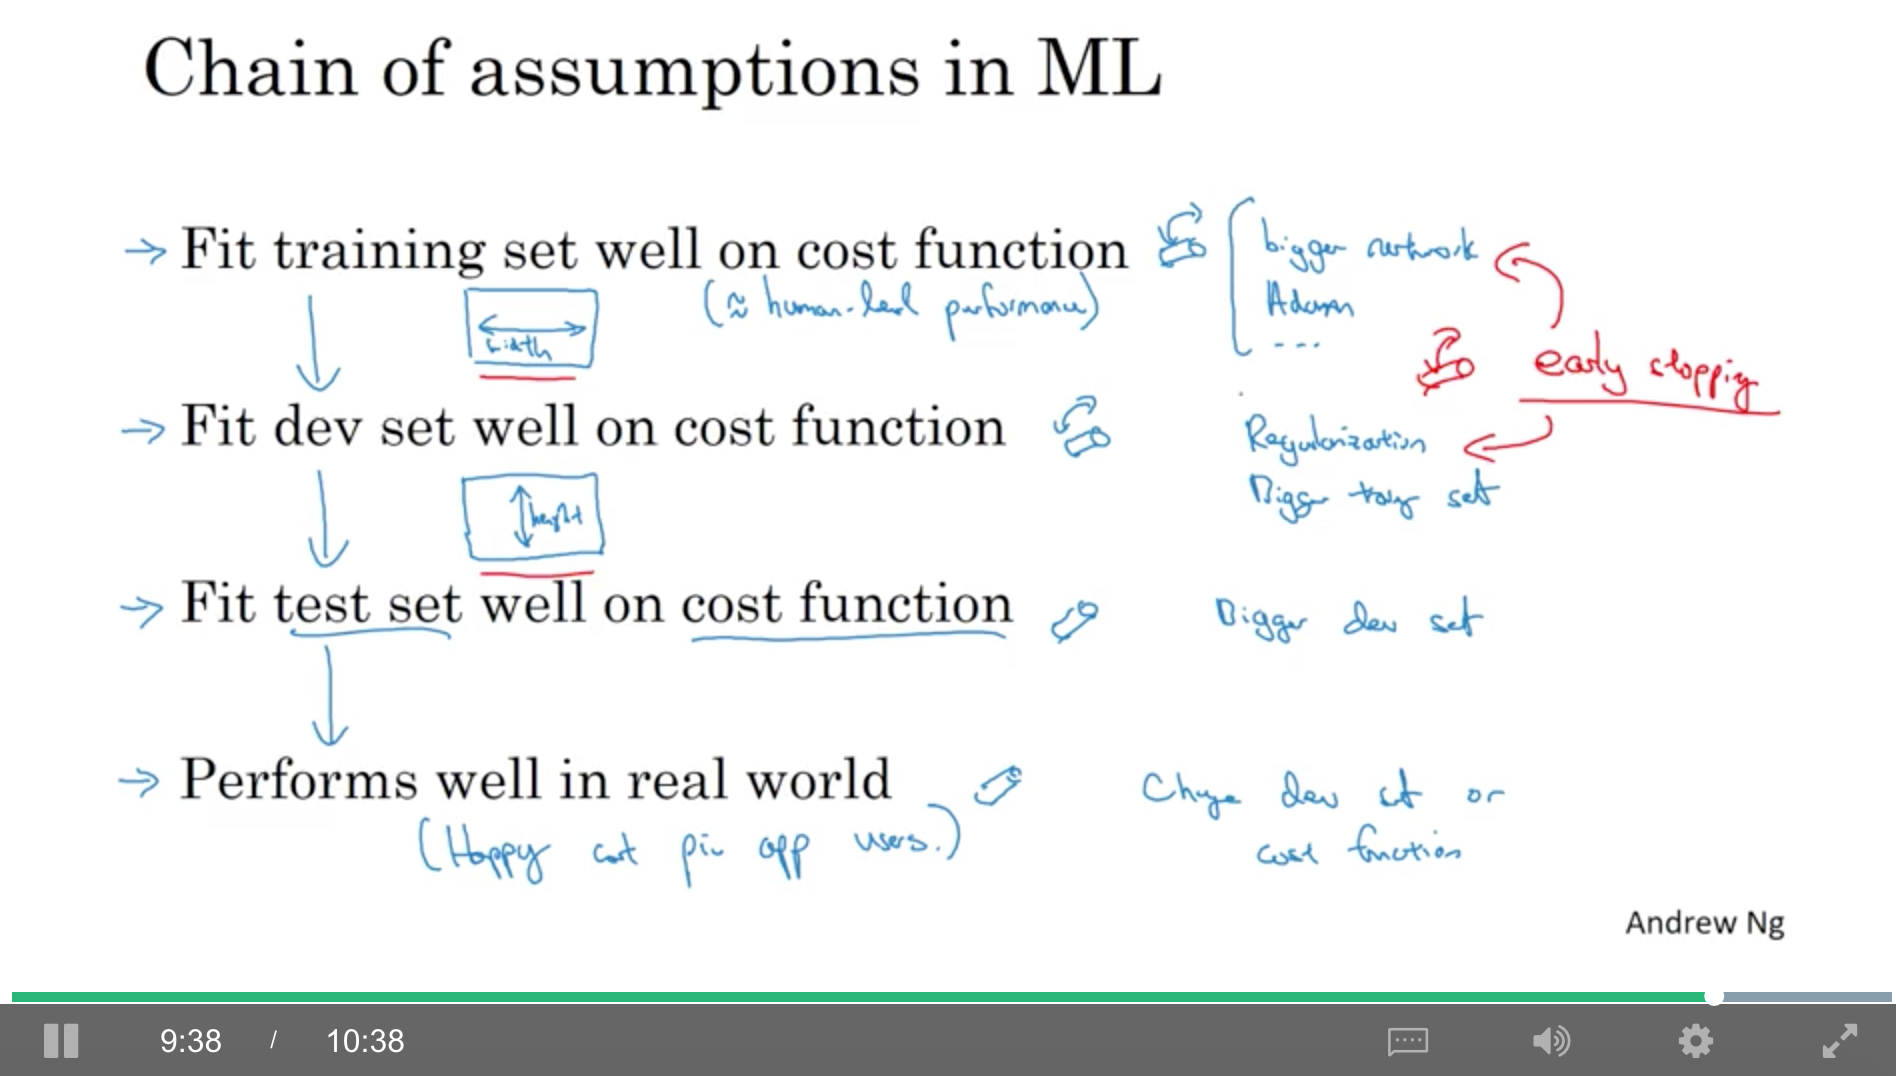 Chain of assumptions in ML
→ Fit training set well on cost function
(≈ human-level performance)
bigger network
Adam
...
width
early stopping
→ Fit dev set well on cost function
Regularization
Bigger training set
height
→ Fit test set well on cost function
Bigger dev set
→ Performs well in real world
(Happy cat pic app users.)
Change dev set or
cost function
Andrew Ng
9:38 / 10:38